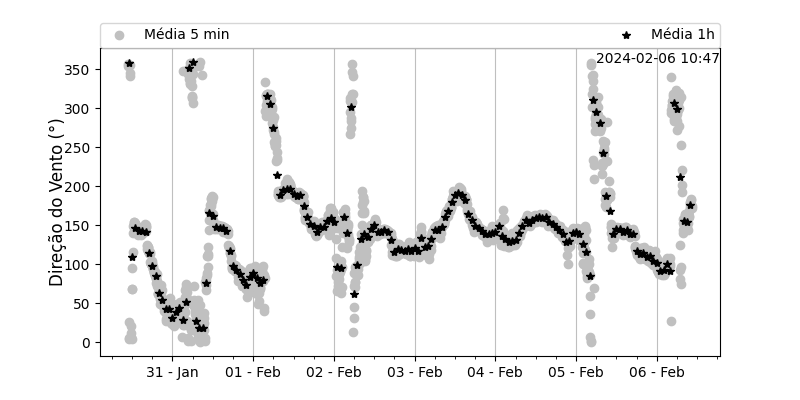 Média 5 min
Média 1h
2024-02-06 10:47
Direção do Vento (°)
350
300
250
200
150
100
50
0
31 - Jan
01 - Feb
02 - Feb
03 - Feb
04 - Feb
05 - Feb
06 - Feb